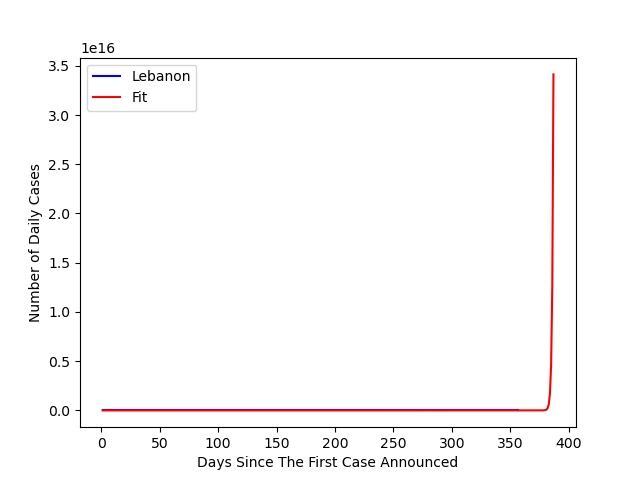 1e16
3.5
3.0
2.5
2.0
1.5
1.0
0.5
0.0
Number of Daily Cases
Lebanon
Fit
0 50 100 150 200 250 300 350 400
Days Since The First Case Announced